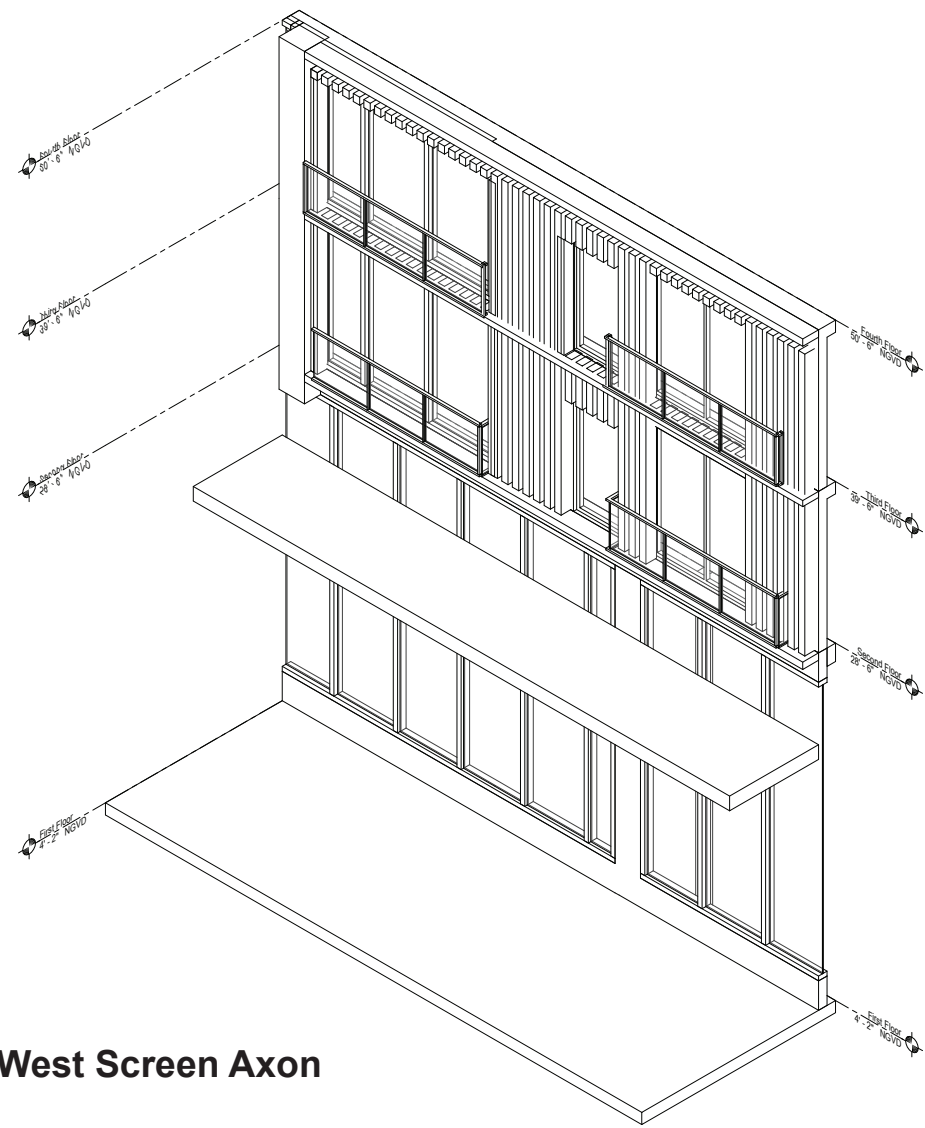 Fourth Floor
50' - 6" NGVD
Third Floor
39' - 6" NGVD
Second Floor
28' - 6" NGVD
First Floor
4' - 2" NGVD
Fourth Floor
50' - 6" NGVD
Third Floor
39' - 6" NGVD
Second Floor
28' - 6" NGVD
First Floor
4' - 2" NGVD
West Screen Axon